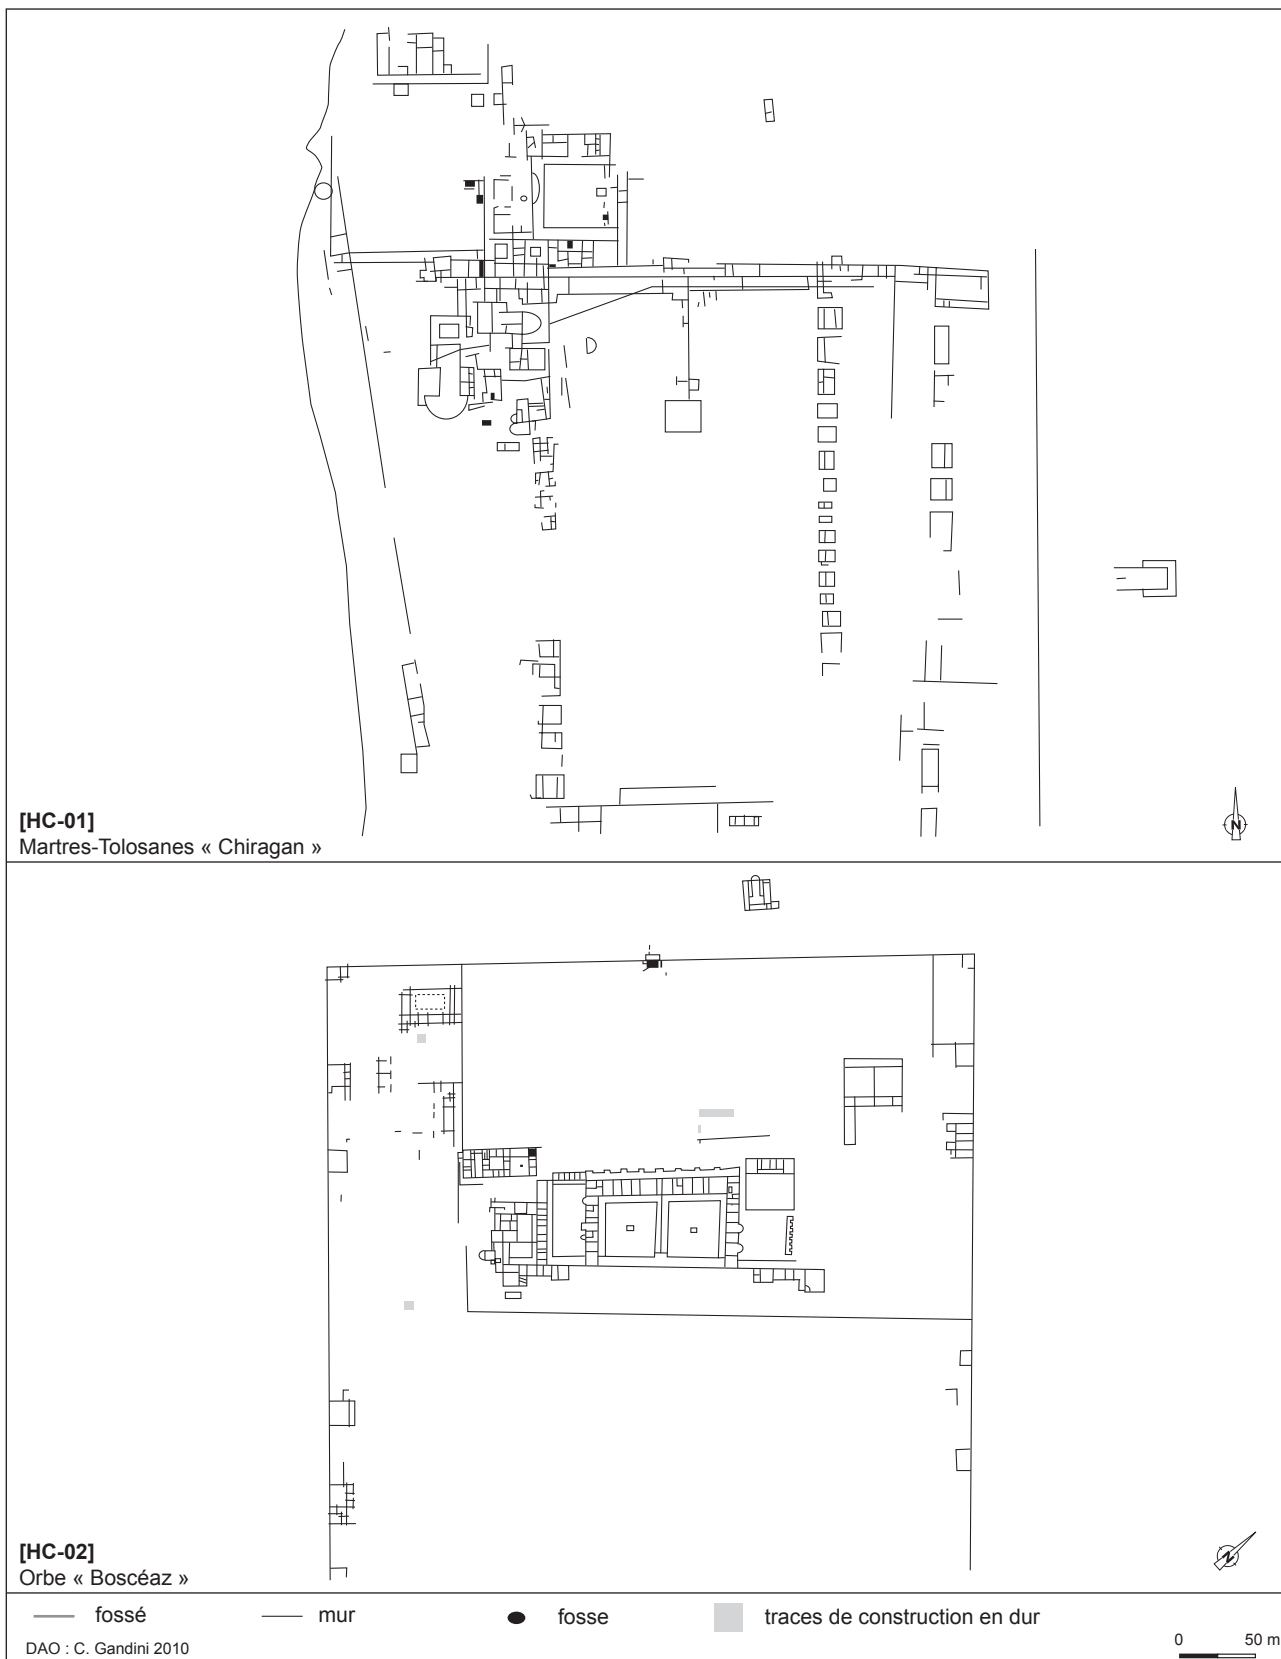 [HC-01]
Martres-Tolosanes « Chiragan »
N
[HC-02]
Orbe « Boscéaz »
N
fossé mur fosse traces de construction en dur
DAO : C. Gandini 2010
0 50 m